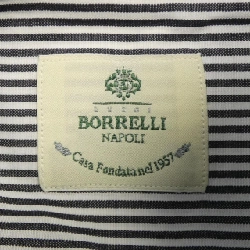 LUIGI
BORRELLI
NAPOLI
Casa Fondata nel 1957